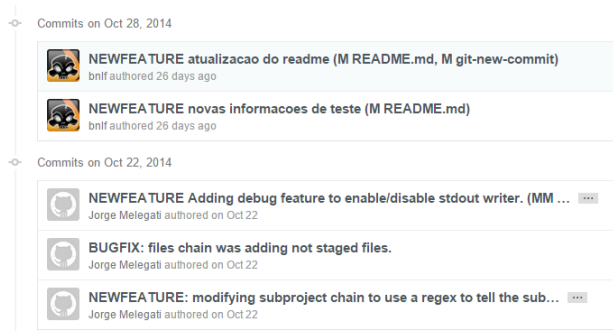 Commits on Oct 28, 2014
NEWFEATURE atualizacao do readme (M README.md, M git-new-commit)
bnlf authored 26 days ago
NEWFEATURE novas informacoes de teste (M README.md)
bnlf authored 26 days ago
Commits on Oct 22, 2014
NEWFEATURE Adding debug feature to enable/disable stdout writer. (MM … ...
Jorge Melegati authored on Oct 22
BUGFIX: files chain was adding not staged files.
Jorge Melegati authored on Oct 22
NEWFEATURE: modifying subproject chain to use a regex to tell the sub… ...
Jorge Melegati authored on Oct 22